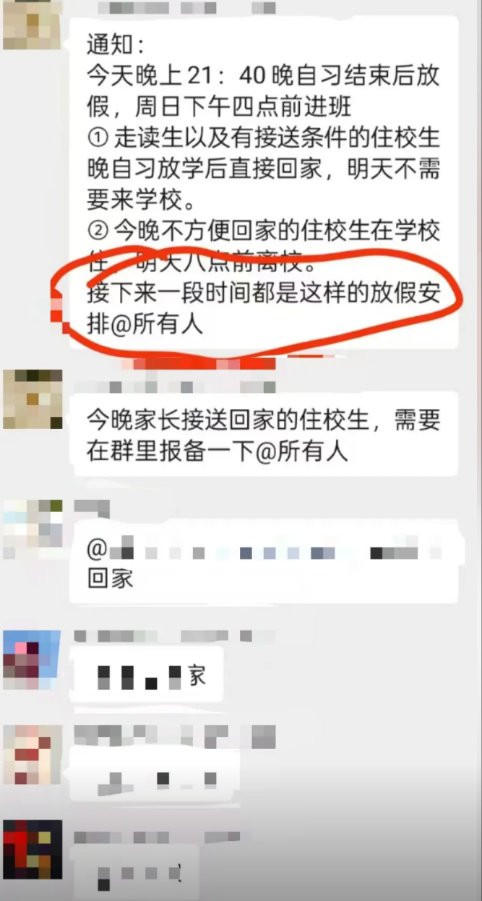 通知：
今天晚上21：40晚自习结束后放
假，周日下午四点前进班
①走读生以及有接送条件的住校生
晚自习放学后直接回家，明天不需
要来学校。
②今晚不方便回家的住校生在学校
住，明天八点前离校。
接下来一段时间都是这样的放假安
排@所有人
今晚家长接送回家的住校生，需要
在群里报备一下@所有人
@
回家
家